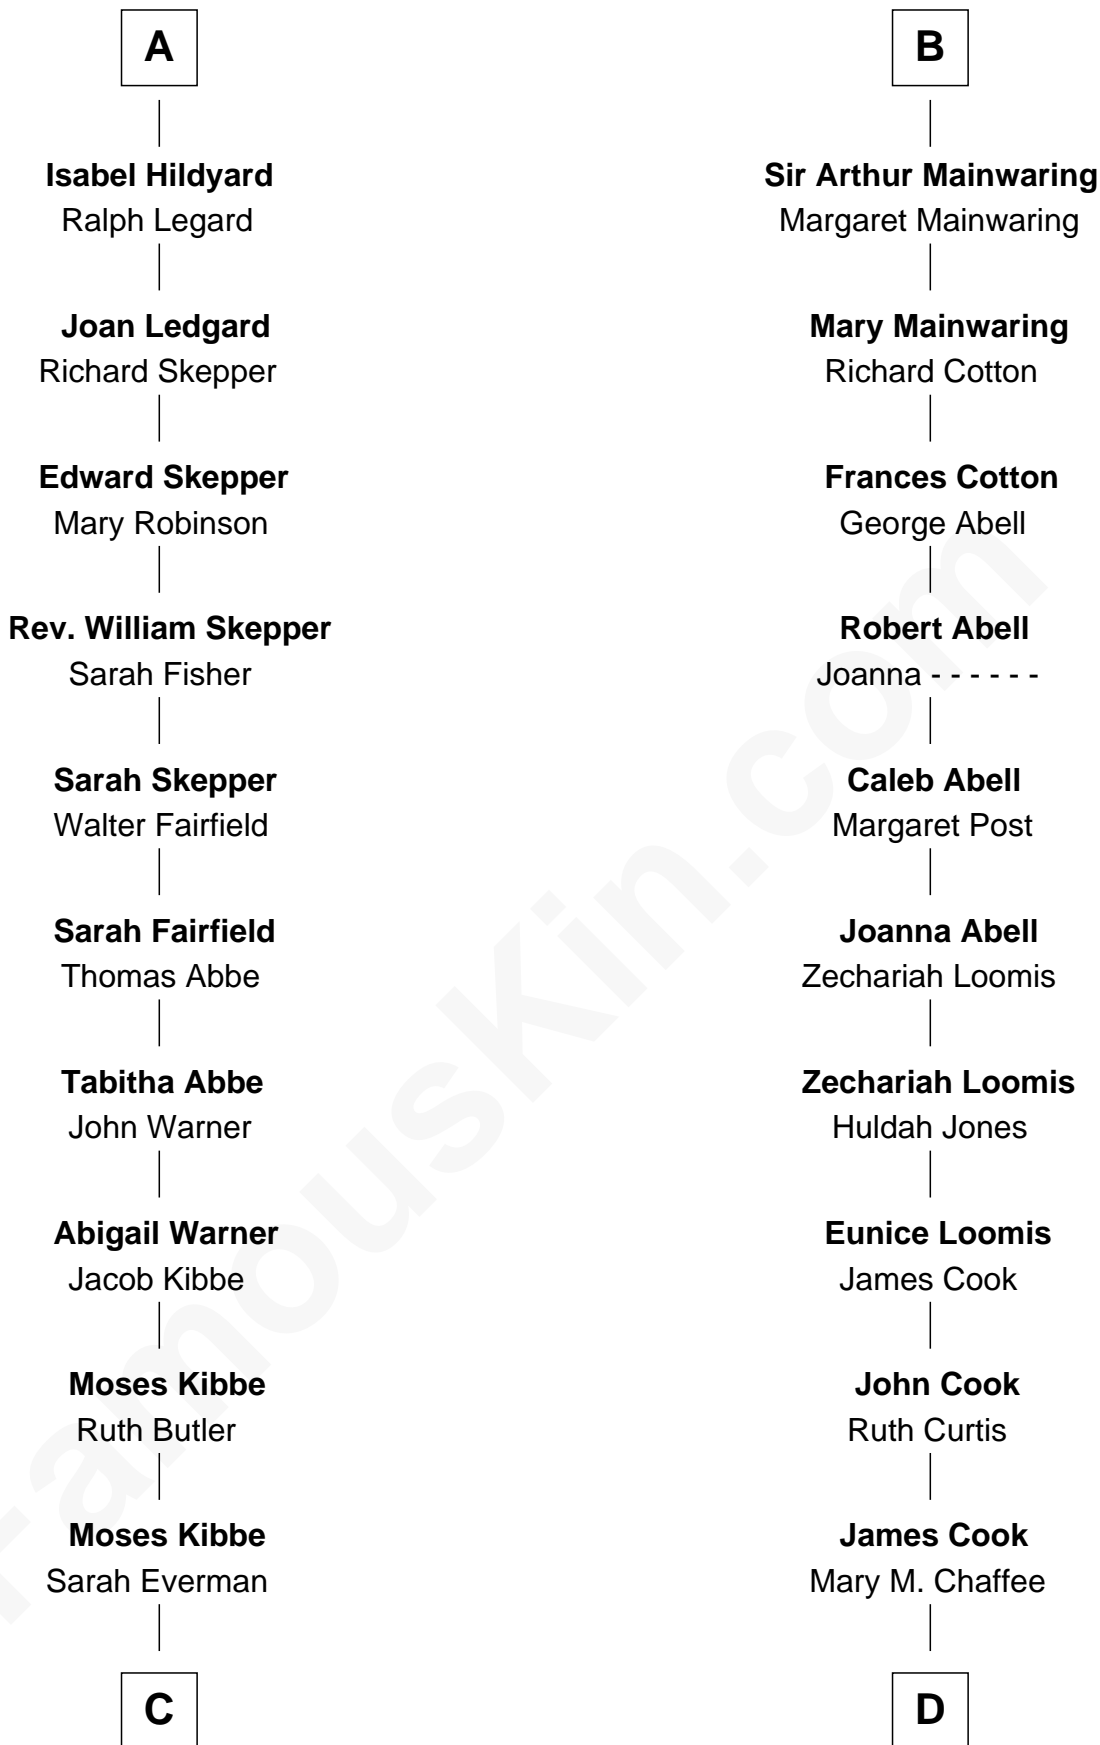 A
Isabel Hildyard
Ralph Legard
Joan Ledgard
Richard Skepper
Edward Skepper
Mary Robinson
Rev. William Skepper
Sarah Fisher
Sarah Skepper
Walter Fairfield
Sarah Fairfield
Thomas Abbe
Tabitha Abbe
John Warner
Abigail Warner
Jacob Kibbe
Moses Kibbe
Ruth Butler
Moses Kibbe
Sarah Everman
C
B
Sir Arthur Mainwaring
Margaret Mainwaring
Mary Mainwaring
Richard Cotton
Frances Cotton
George Abell
Robert Abell
Joanna - - - - - -
Caleb Abell
Margaret Post
Joanna Abell
Zechariah Loomis
Zechariah Loomis
Huldah Jones
Eunice Loomis
James Cook
John Cook
Ruth Curtis
James Cook
Mary M. Chaffee
D
FamousKin.com